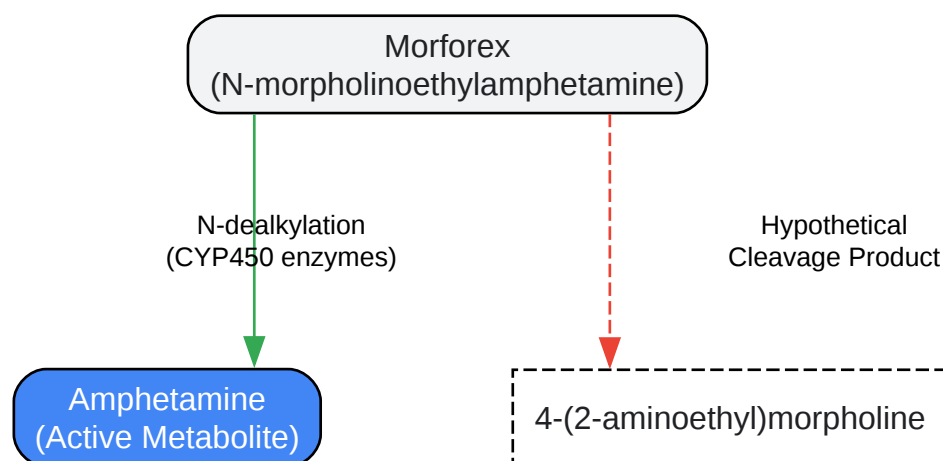 Morforex
(N-morpholinoethylamphetamine)
N-dealkylation
(CYP450 enzymes)
Hypothetical
Cleavage Product
Amphetamine
(Active Metabolite)
4-(2-aminoethyl)morpholine